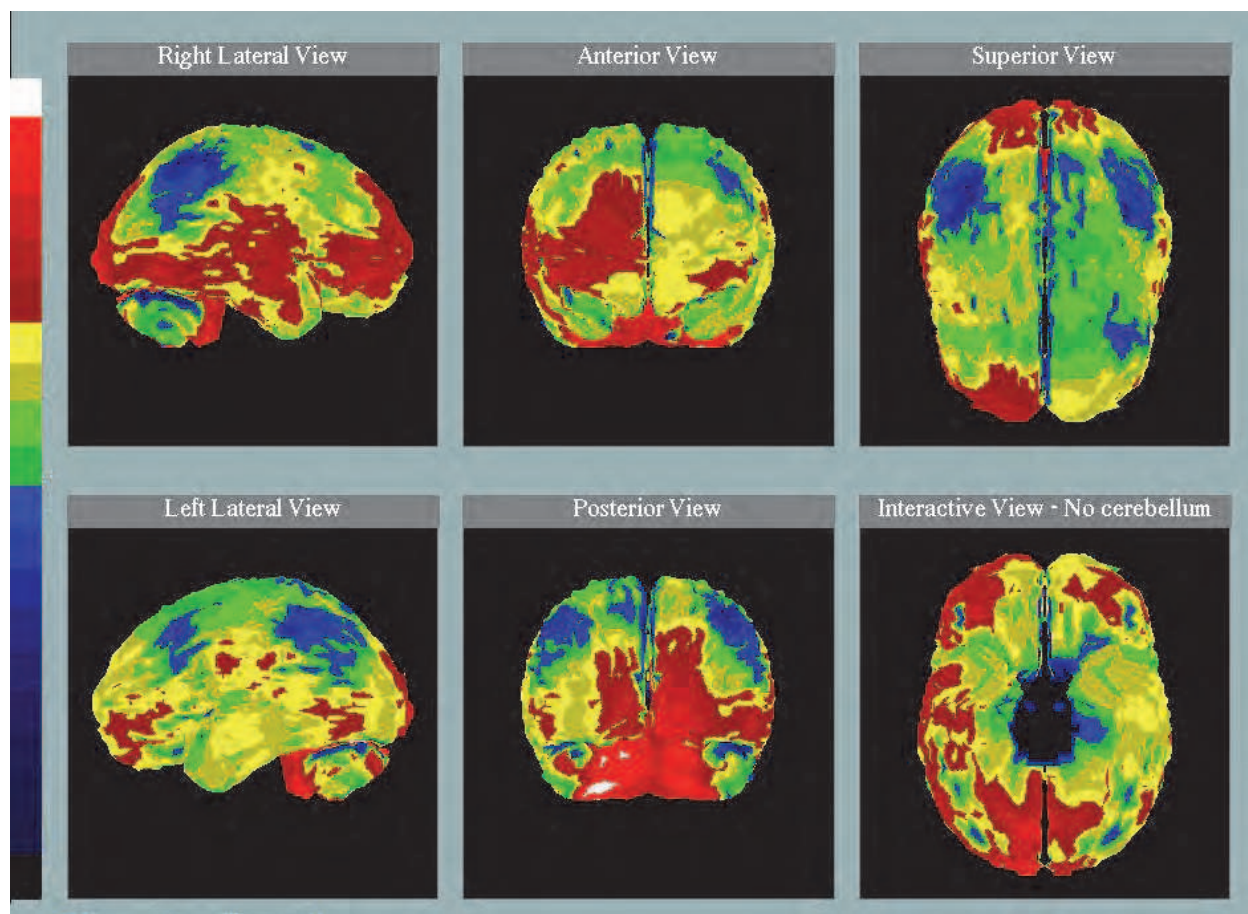 Right Lateral View
Anterior View
Superior View
Left Lateral View
Posterior View
Interactive View - No cerebellum